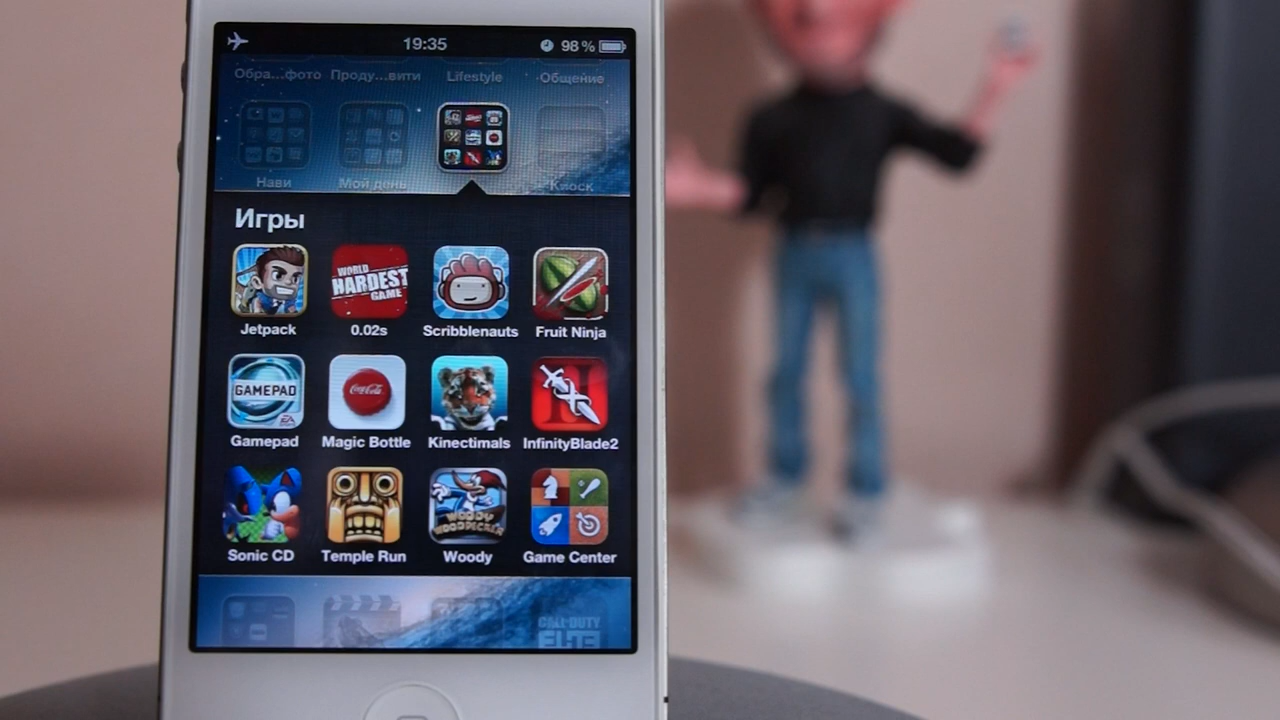 19:35 98 %
Обра...фото Проду...вити Lifestyle Общение
Нави Мой день Киоск
Игры
WORLD HARDEST GAME
Jetpack 0.02s Scribblenauts Fruit Ninja
GAMEPAD EA Coca-Cola II
Gamepad Magic Bottle Kinectimals InfinityBlade2
WOODY WOODPECKER
Sonic CD Temple Run Woody Game Center
CALL DUTY
ELITE